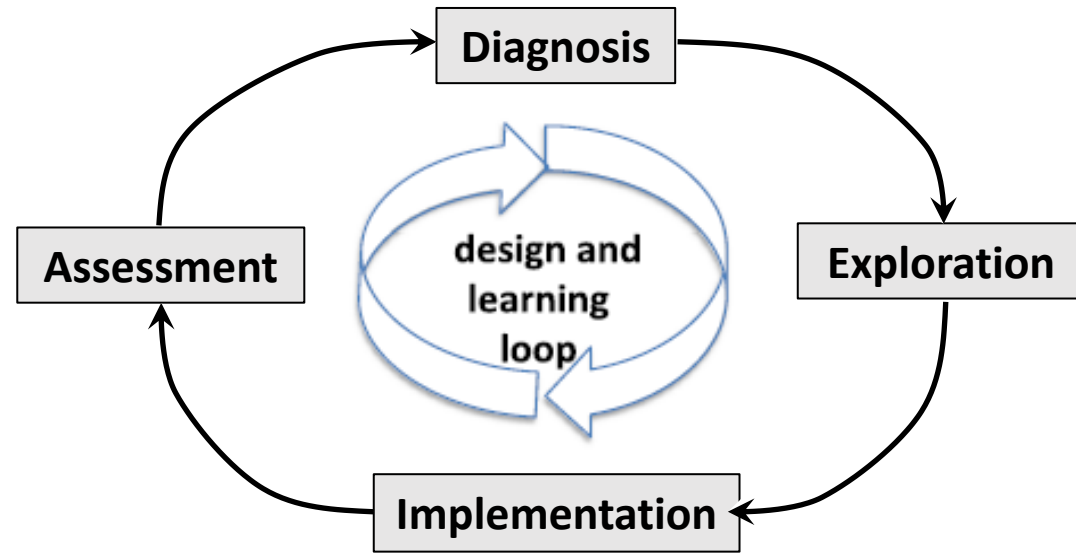 Diagnosis
Assessment
design and
learning
loop
Exploration
Implementation